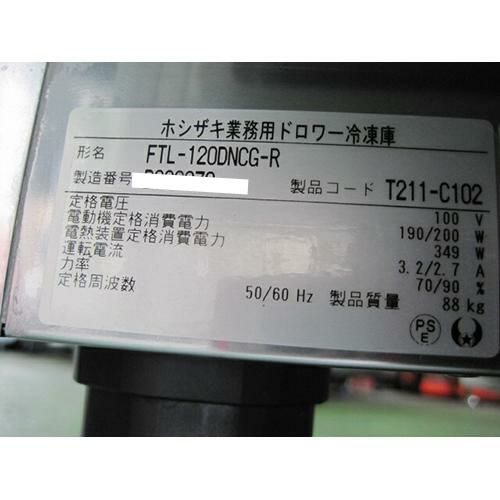 ホシザキ業務用ドロワー冷凍庫
形名 FTL-120DNCG-R
製造番号 製品コード T211-C102
定格電圧 100 V
電動機定格消費電力 190/200 W
電熱装置定格消費電力 349 W
運転電流 3.2/2.7 A
力率 70/90 %
定格周波数 50/60 Hz 製品質量 88 kg
PS
E